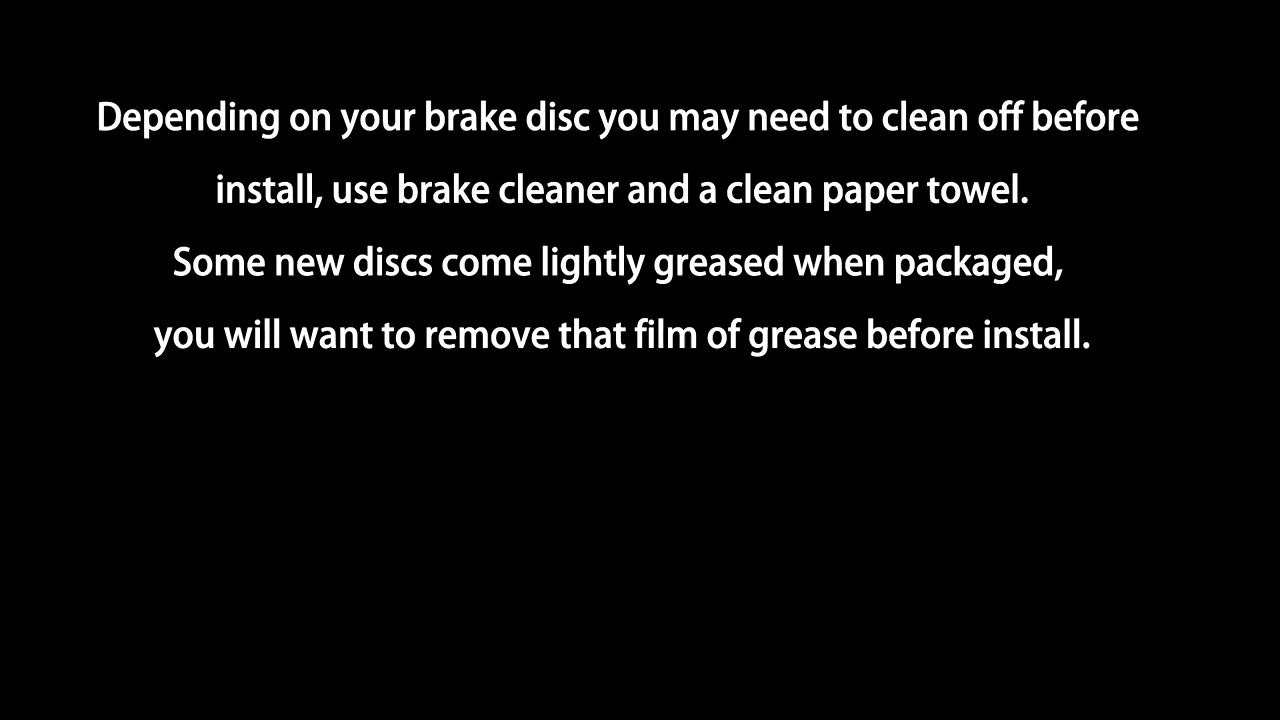 Depending on your brake disc you may need to clean off before
install, use brake cleaner and a clean paper towel.
Some new discs come lightly greased when packaged,
you will want to remove that film of grease before install.